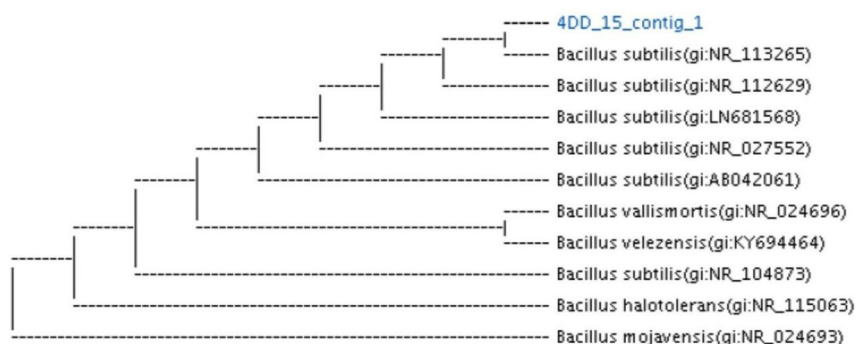 4DD_15_contig_1
Bacillus subtilis(gi:NR_113265)
Bacillus subtilis(gi:NR_112629)
Bacillus subtilis(gi:LN681568)
Bacillus subtilis(gi:NR_027552)
Bacillus subtilis(gi:AB042061)
Bacillus vallismortis(gi:NR_024696)
Bacillus velezensis(gi:KY694464)
Bacillus subtilis(gi:NR_104873)
Bacillus halotolerans(gi:NR_115063)
Bacillus mojavensis(gi:NR_024693)